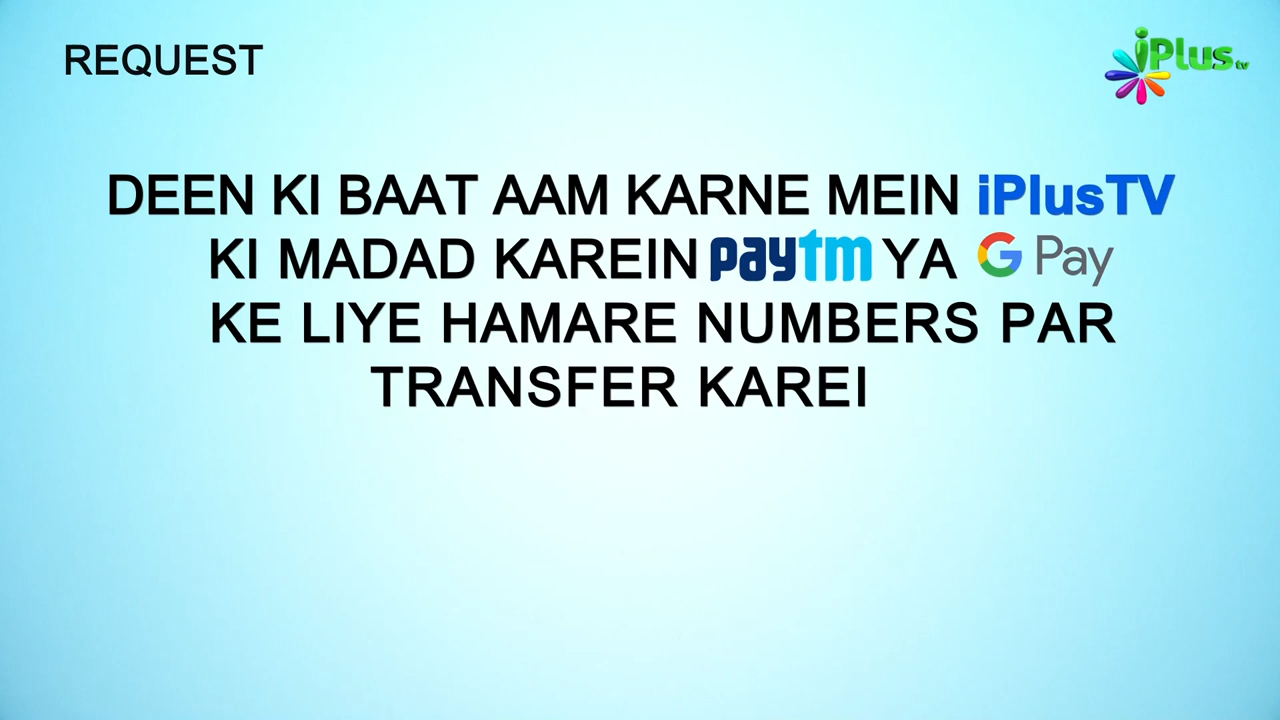 REQUEST
iPlus tv
DEEN KI BAAT AAM KARNE MEIN iPlusTV
KI MADAD KAREIN paytm YA G Pay
KE LIYE HAMARE NUMBERS PAR
TRANSFER KAREI